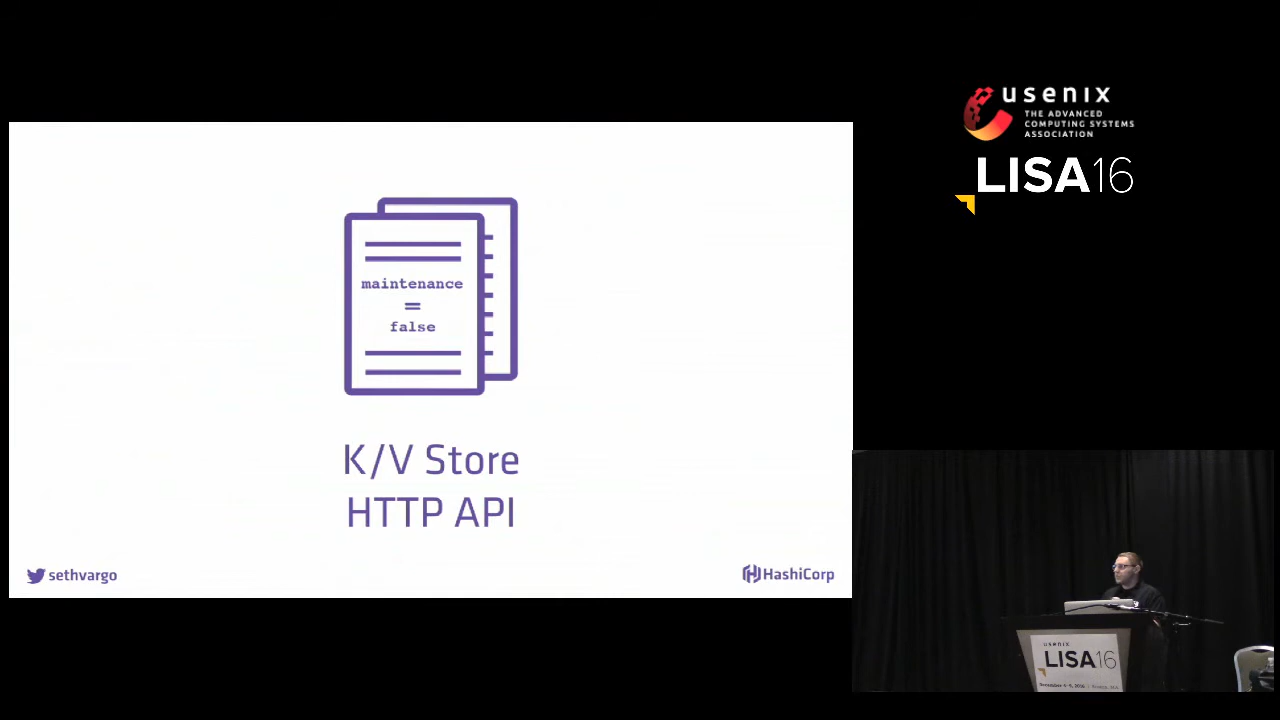 maintenance
=
false
K/V Store
HTTP API
sethvargo
HashiCorp
usenix
THE ADVANCED
COMPUTING SYSTEMS
ASSOCIATION
LISA16
usenix
LISA16